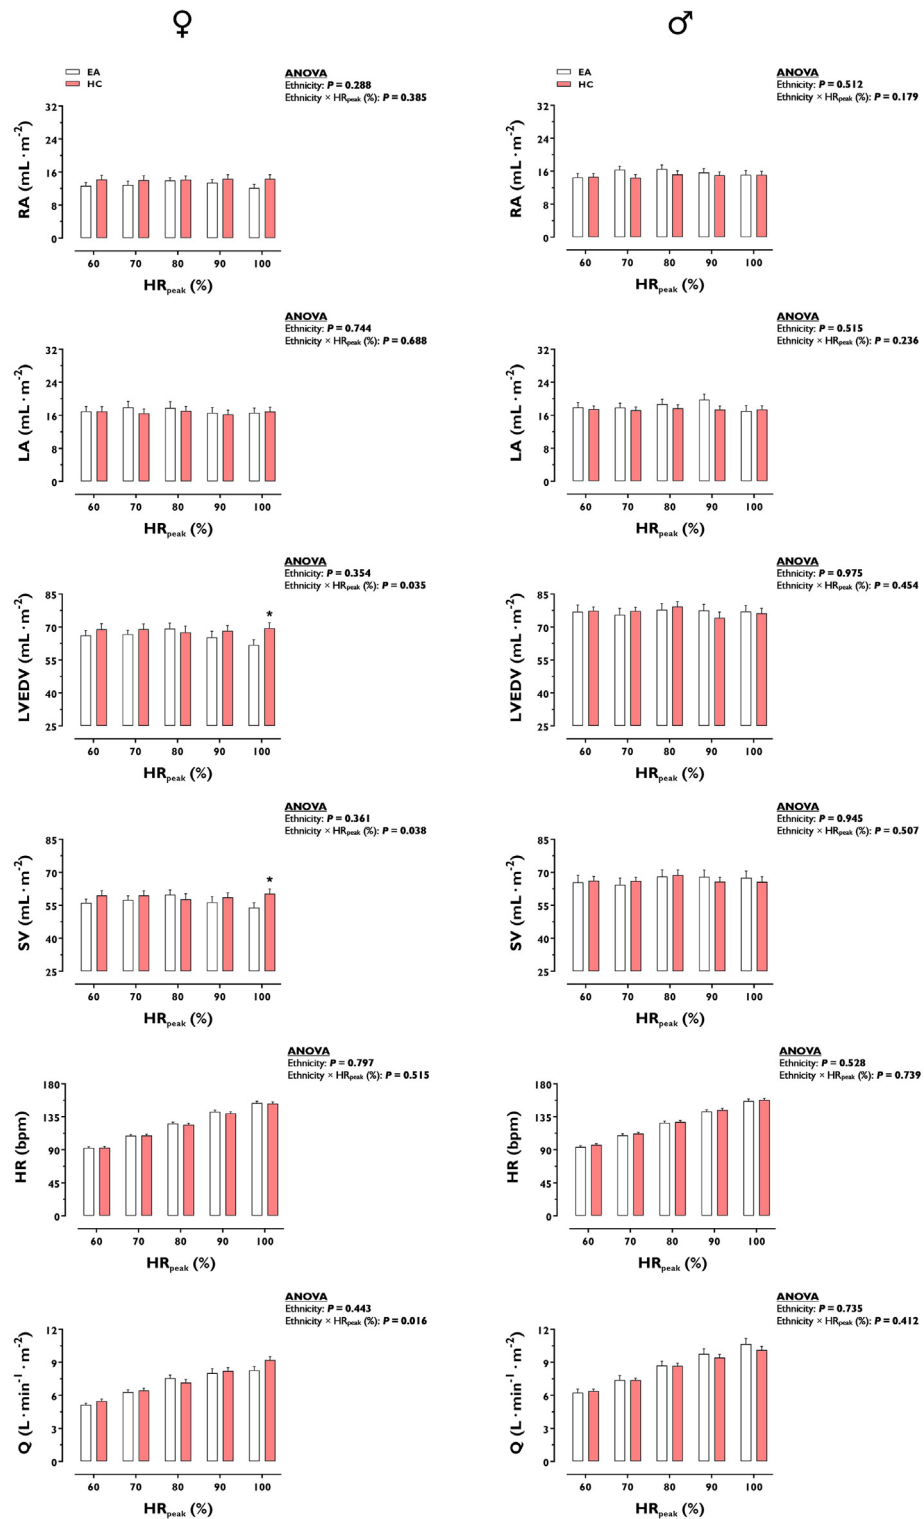 ♀ ♂
EA
HC
ANOVA
Ethnicity: P = 0.288
Ethnicity × HRpeak (%): P = 0.385
RA (mL · m-2)
32
24
16
8
0
60 70 80 90 100
HRpeak (%)
EA
HC
ANOVA
Ethnicity: P = 0.512
Ethnicity × HRpeak (%): P = 0.179
RA (mL · m-2)
32
24
16
8
0
60 70 80 90 100
HRpeak (%)
ANOVA
Ethnicity: P = 0.744
Ethnicity × HRpeak (%): P = 0.688
LA (mL · m-2)
32
24
16
8
0
60 70 80 90 100
HRpeak (%)
ANOVA
Ethnicity: P = 0.515
Ethnicity × HRpeak (%): P = 0.236
LA (mL · m-2)
32
24
16
8
0
60 70 80 90 100
HRpeak (%)
ANOVA
Ethnicity: P = 0.354
Ethnicity × HRpeak (%): P = 0.035
LVEDV (mL · m-2)
85
70
55
40
25
*
60 70 80 90 100
HRpeak (%)
ANOVA
Ethnicity: P = 0.975
Ethnicity × HRpeak (%): P = 0.454
LVEDV (mL · m-2)
85
70
55
40
25
60 70 80 90 100
HRpeak (%)
ANOVA
Ethnicity: P = 0.361
Ethnicity × HRpeak (%): P = 0.038
SV (mL · m-2)
85
70
55
40
25
*
60 70 80 90 100
HRpeak (%)
ANOVA
Ethnicity: P = 0.945
Ethnicity × HRpeak (%): P = 0.507
SV (mL · m-2)
85
70
55
40
25
60 70 80 90 100
HRpeak (%)
ANOVA
Ethnicity: P = 0.797
Ethnicity × HRpeak (%): P = 0.515
HR (bpm)
180
135
90
45
0
60 70 80 90 100
HRpeak (%)
ANOVA
Ethnicity: P = 0.528
Ethnicity × HRpeak (%): P = 0.739
HR (bpm)
180
135
90
45
0
60 70 80 90 100
HRpeak (%)
ANOVA
Ethnicity: P = 0.443
Ethnicity × HRpeak (%): P = 0.016
Q (L · min-1 · m-2)
12
9
6
3
0
60 70 80 90 100
HRpeak (%)
ANOVA
Ethnicity: P = 0.735
Ethnicity × HRpeak (%): P = 0.412
Q (L · min-1 · m-2)
12
9
6
3
0
60 70 80 90 100
HRpeak (%)